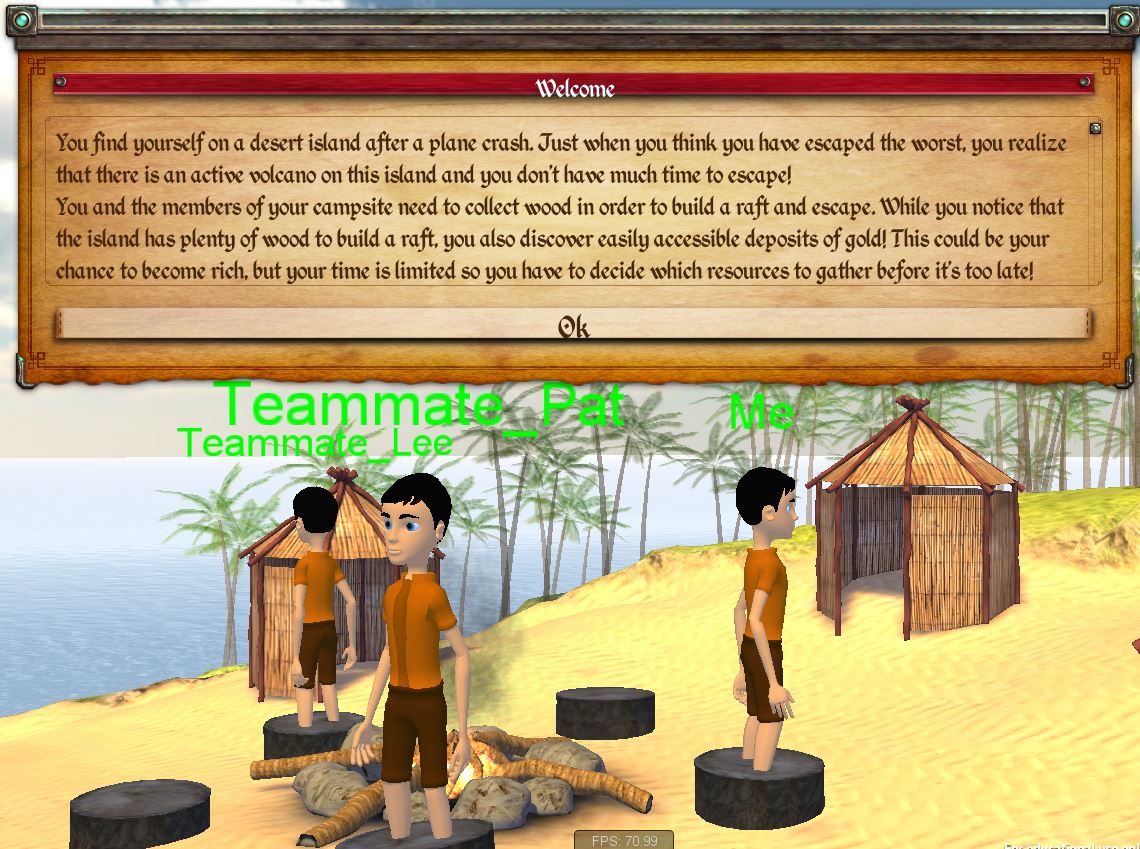 Welcome
You find yourself on a desert island after a plane crash. Just when you think you have escaped the worst, you realize
that there is an active volcano on this island and you don't have much time to escape!
You and the members of your campsite need to collect wood in order to build a raft and escape. While you notice that
the island has plenty of wood to build a raft, you also discover easily accessible deposits of gold! This could be your
chance to become rich, but your time is limited so you have to decide which resources to gather before it's too late!
Ok
Teammate_Pat
Me
Teammate_Lee
FPS: 70.99
For educational use